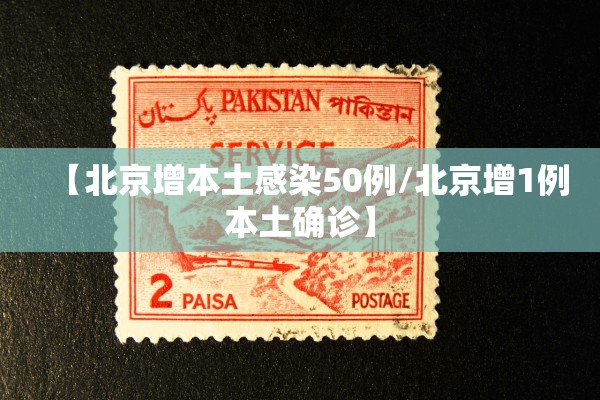 پاکستان PAKISTAN পাকিস্তান
SERVICE
【北京增本土感染50例/北京增1例
本土确诊】
2 PAISA POSTAGE